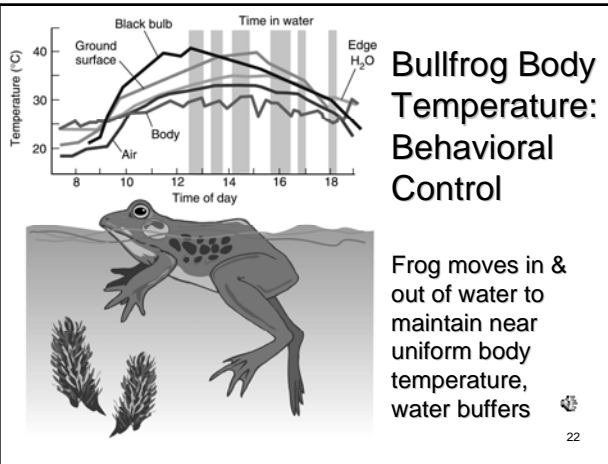 Black bulb
Time in water
40
Ground
surface
Edge
H₂O
Temperature (°C)
30
Body
20
Air
8 10 12 14 16 18
Time of day
Bullfrog Body
Temperature:
Behavioral
Control
Frog moves in &
out of water to
maintain near
uniform body
temperature,
water buffers
22